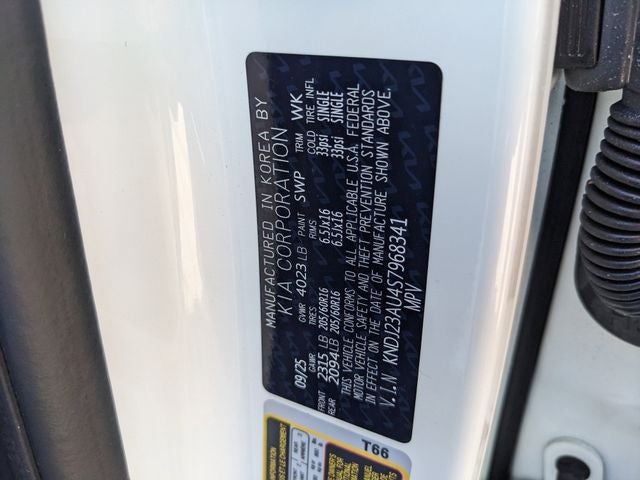 MANUFACTURED IN KOREA BY
KIA CORPORATION
09/25 GVWR 4023 LB PAINT SWP TRIM WK
GAWR TIRES RIMS COLD TIRE INFL
FRONT 2315 LB 205/60R16 6.5Jx16 33psi SINGLE
REAR 2094 LB 205/60R16 6.5Jx16 33psi SINGLE
THIS VEHICLE CONFORMS TO ALL APPLICABLE U.S.A. FEDERAL
MOTOR VEHICLE SAFETY AND THEFT PREVENTION STANDARDS
IN EFFECT ON THE DATE OF MANUFACTURE SHOWN ABOVE.
V.I.N KNDJ23AU4S7968341
MPV
T66
INFORMATION